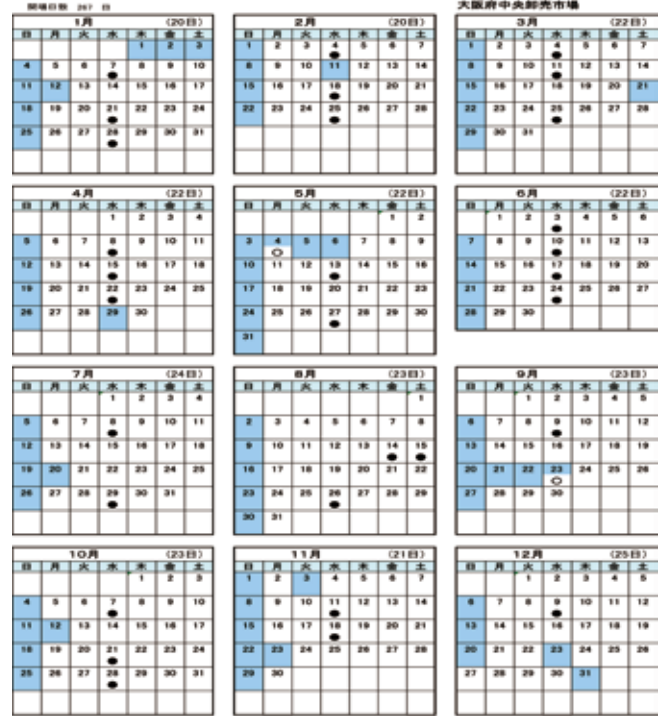 開場日数 267 日
大阪府中央卸売市場
1月 (20日)
日 月 火 水 木 金 土
1 2 3
4 5 6 7 8 9 10
●
11 12 13 14 15 16 17
18 19 20 21 22 23 24
●
25 26 27 28 29 30 31
●
2月 (20日)
日 月 火 水 木 金 土
1 2 3 4 5 6 7
●
8 9 10 11 12 13 14
15 16 17 18 19 20 21
●
22 23 24 25 26 27 28
●
3月 (22日)
日 月 火 水 木 金 土
1 2 3 4 5 6 7
●
8 9 10 11 12 13 14
●
15 16 17 18 19 20 21
22 23 24 25 26 27 28
●
29 30 31
4月 (22日)
日 月 火 水 木 金 土
1 2 3 4
5 6 7 8 9 10 11
●
12 13 14 15 16 17 18
●
19 20 21 22 23 24 25
●
26 27 28 29 30
5月 (22日)
日 月 火 水 木 金 土
1 2
3 4 5 6 7 8 9
○
10 11 12 13 14 15 16
●
17 18 19 20 21 22 23
24 25 26 27 28 29 30
●
31
6月 (22日)
日 月 火 水 木 金 土
1 2 3 4 5 6
●
7 8 9 10 11 12 13
●
14 15 16 17 18 19 20
●
21 22 23 24 25 26 27
●
28 29 30
7月 (24日)
日 月 火 水 木 金 土
1 2 3 4
5 6 7 8 9 10 11
●
12 13 14 15 16 17 18
19 20 21 22 23 24 25
26 27 28 29 30 31
●
8月 (23日)
日 月 火 水 木 金 土
1
2 3 4 5 6 7 8
9 10 11 12 13 14 15
● ●
16 17 18 19 20 21 22
23 24 25 26 27 28 29
●
30 31
9月 (23日)
日 月 火 水 木 金 土
1 2 3 4 5
6 7 8 9 10 11 12
●
13 14 15 16 17 18 19
20 21 22 23 24 25 26
○
27 28 29 30
10月 (23日)
日 月 火 水 木 金 土
1 2 3
4 5 6 7 8 9 10
●
11 12 13 14 15 16 17
18 19 20 21 22 23 24
●
25 26 27 28 29 30 31
●
11月 (21日)
日 月 火 水 木 金 土
1 2 3 4 5 6 7
8 9 10 11 12 13 14
●
15 16 17 18 19 20 21
●
22 23 24 25 26 27 28
29 30
12月 (25日)
日 月 火 水 木 金 土
1 2 3 4 5
6 7 8 9 10 11 12
●
13 14 15 16 17 18 19
20 21 22 23 24 25 26
27 28 29 30 31